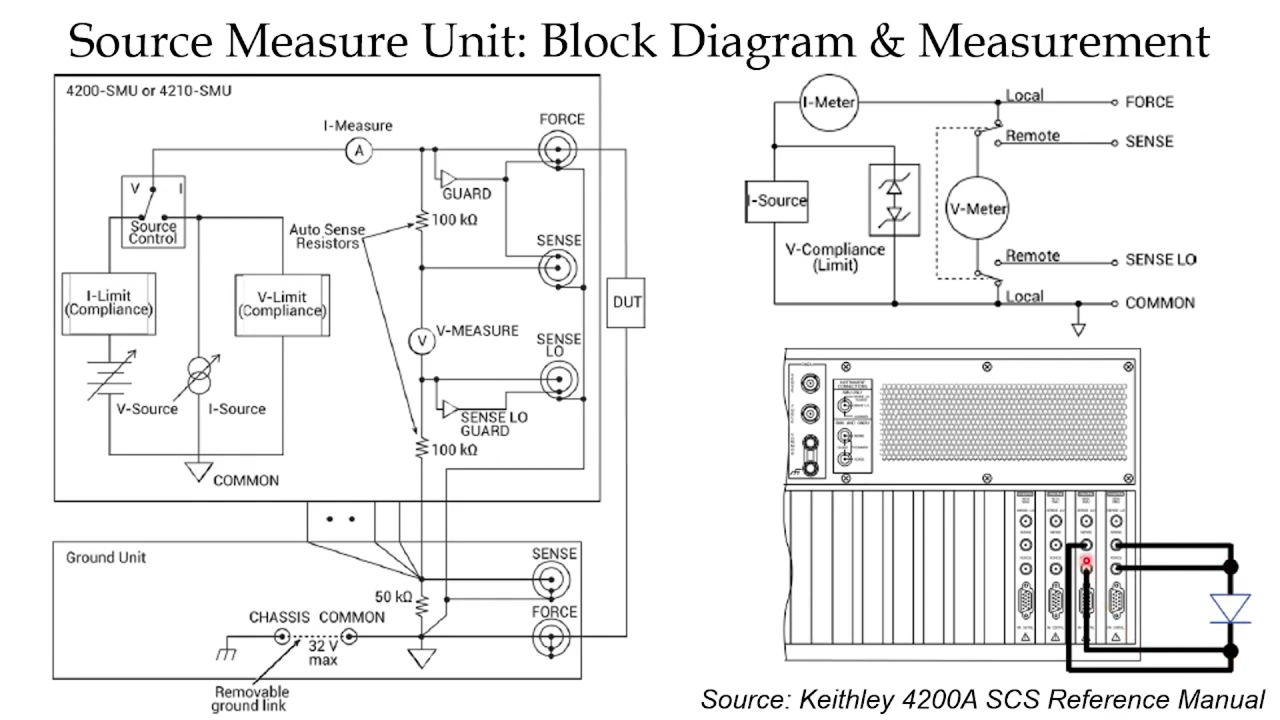 Source Measure Unit: Block Diagram & Measurement
4200-SMU or 4210-SMU
I-Measure
A
FORCE
V
I
Source
Control
GUARD
100 kΩ
Auto Sense
Resistors
SENSE
I-Limit
(Compliance)
V-Limit
(Compliance)
DUT
V
V-MEASURE
SENSE
LO
V-Source
I-Source
SENSE LO
GUARD
100 kΩ
COMMON
Ground Unit
SENSE
50 kΩ
FORCE
CHASSIS
COMMON
32 V
max
Removable
ground link
I-Meter
Local
FORCE
Remote
SENSE
I-Source
V-Meter
V-Compliance
(Limit)
Remote
SENSE LO
Local
COMMON
Source: Keithley 4200A SCS Reference Manual